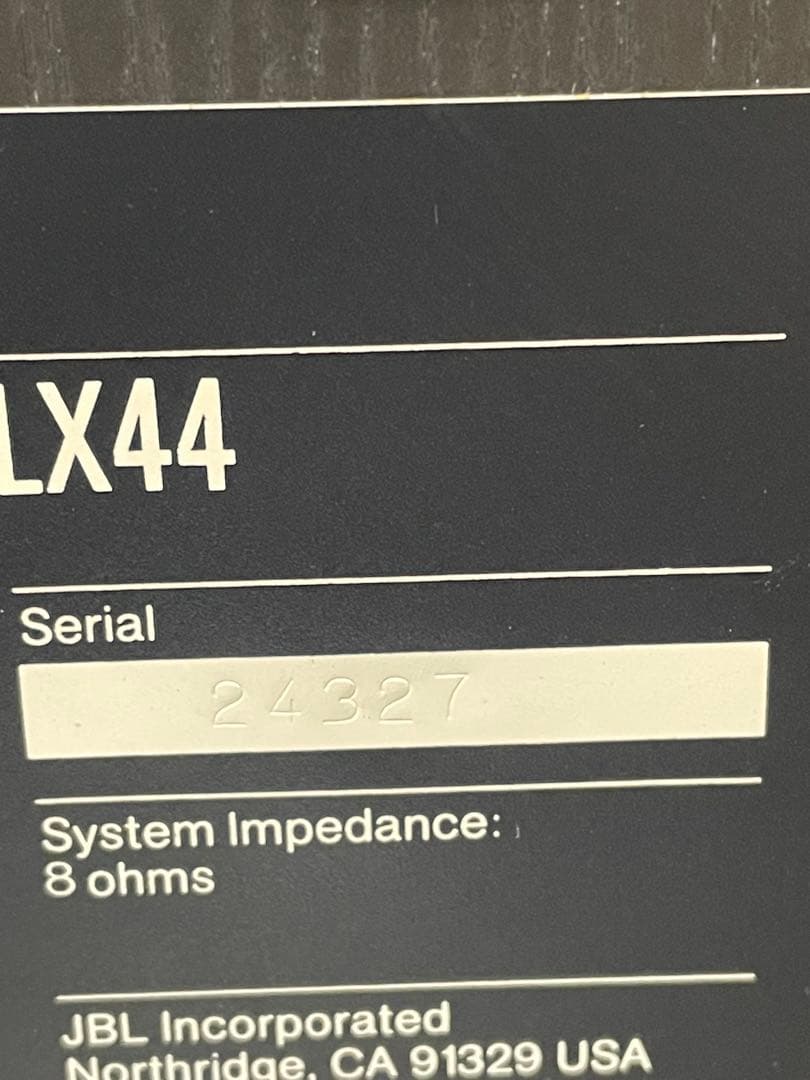 LX44
Serial
24327
System Impedance:
8 ohms
JBL Incorporated
Northridge, CA 91329 USA